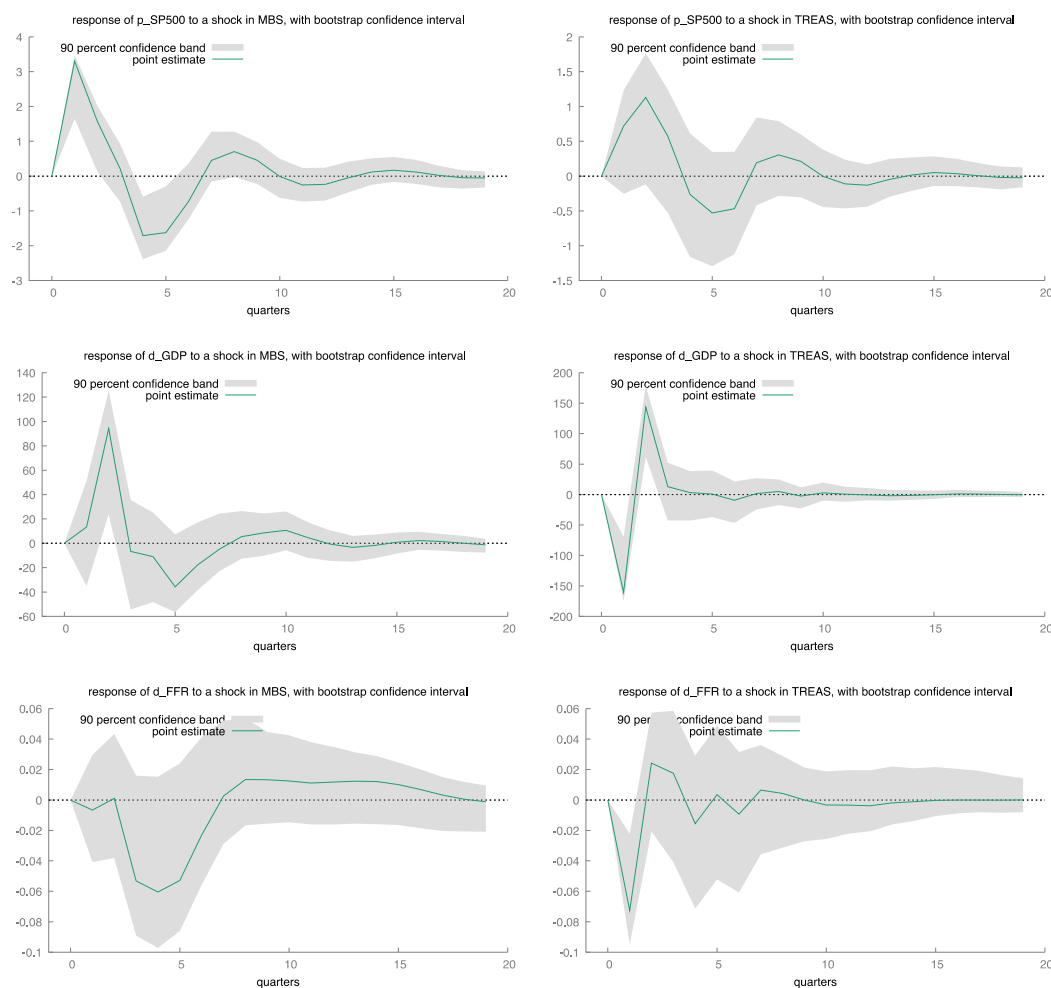 response of p_SP500 to a shock in MBS, with bootstrap confidence interval
90 percent confidence band
point estimate
4
3
2
1
0
-1
-2
-3
0 5 10 15 20
quarters
response of p_SP500 to a shock in TREAS, with bootstrap confidence interval
90 percent confidence band
point estimate
2
1.5
1
0.5
0
-0.5
-1
-1.5
0 5 10 15 20
quarters
response of d_GDP to a shock in MBS, with bootstrap confidence interval
90 percent confidence band
point estimate
140
120
100
80
60
40
20
0
-20
-40
-60
0 5 10 15 20
quarters
response of d_GDP to a shock in TREAS, with bootstrap confidence interval
90 percent confidence band
point estimate
200
150
100
50
0
-50
-100
-150
-200
0 5 10 15 20
quarters
response of d_FFR to a shock in MBS, with bootstrap confidence interval
90 percent confidence band
point estimate
0.06
0.04
0.02
0
-0.02
-0.04
-0.06
-0.08
-0.1
0 5 10 15 20
quarters
response of d_FFR to a shock in TREAS, with bootstrap confidence interval
90 percent confidence band
point estimate
0.06
0.04
0.02
0
-0.02
-0.04
-0.06
-0.08
-0.1
0 5 10 15 20
quarters